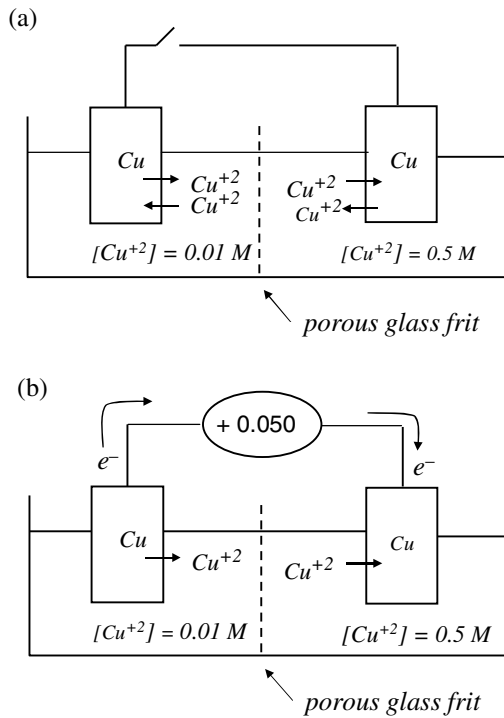 (a)
Cu Cu
Cu+2 Cu+2
Cu+2 Cu+2
[Cu+2] = 0.01 M [Cu+2] = 0.5 M
porous glass frit
(b)
+ 0.050
e– e–
Cu Cu
Cu+2 Cu+2
[Cu+2] = 0.01 M [Cu+2] = 0.5 M
porous glass frit